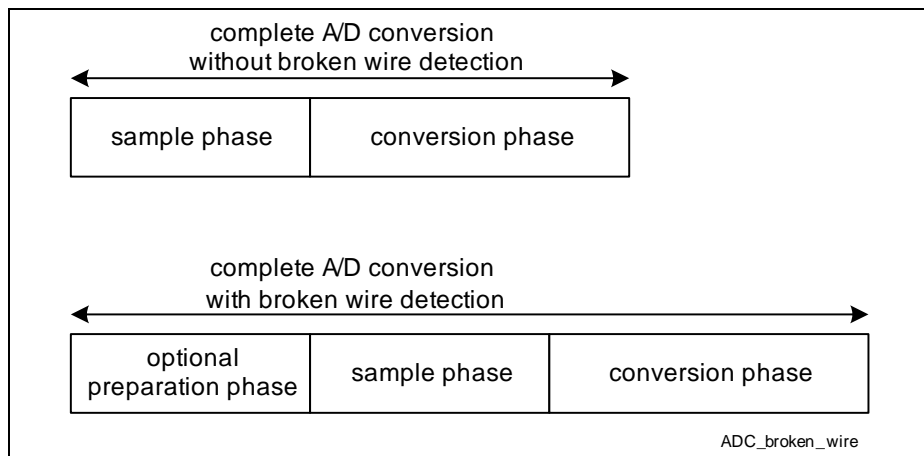 complete A/D conversion
without broken wire detection
sample phase
conversion phase
complete A/D conversion
with broken wire detection
optional
preparation phase
sample phase
conversion phase
ADC_broken_wire